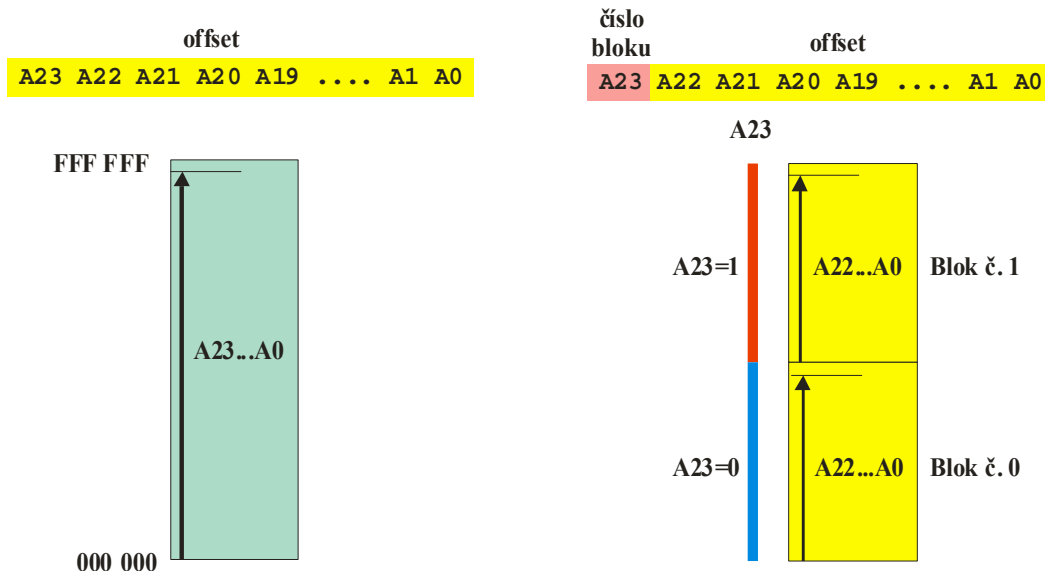 offset
A23 A22 A21 A20 A19 .... A1 A0
FFF FFF
A23...A0
000 000
číslo
bloku
offset
A23 A22 A21 A20 A19 .... A1 A0
A23
A23=1
A22...A0
Blok č. 1
A23=0
A22...A0
Blok č. 0